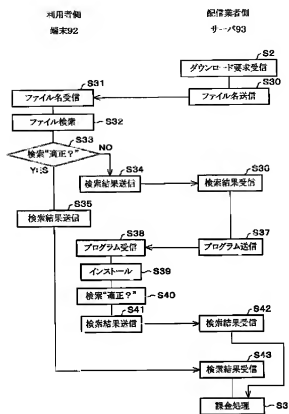 利用者側
端末92
配信業者側
サーバ93
S2
ダウンロード要求受信
S31
S30
ファイル名受信
ファイル名送信
ファイル検索
S32
S33
検索"適正?"
NO
YES
S34
S36
検索結果送信
検索結果受信
S35
検索結果送信
S38
S37
プログラム受信
プログラム送信
インストール
S39
検索"適正?"
S40
S41
S42
検索結果送信
検索結果受信
S43
検索結果受信
課金処理
S3